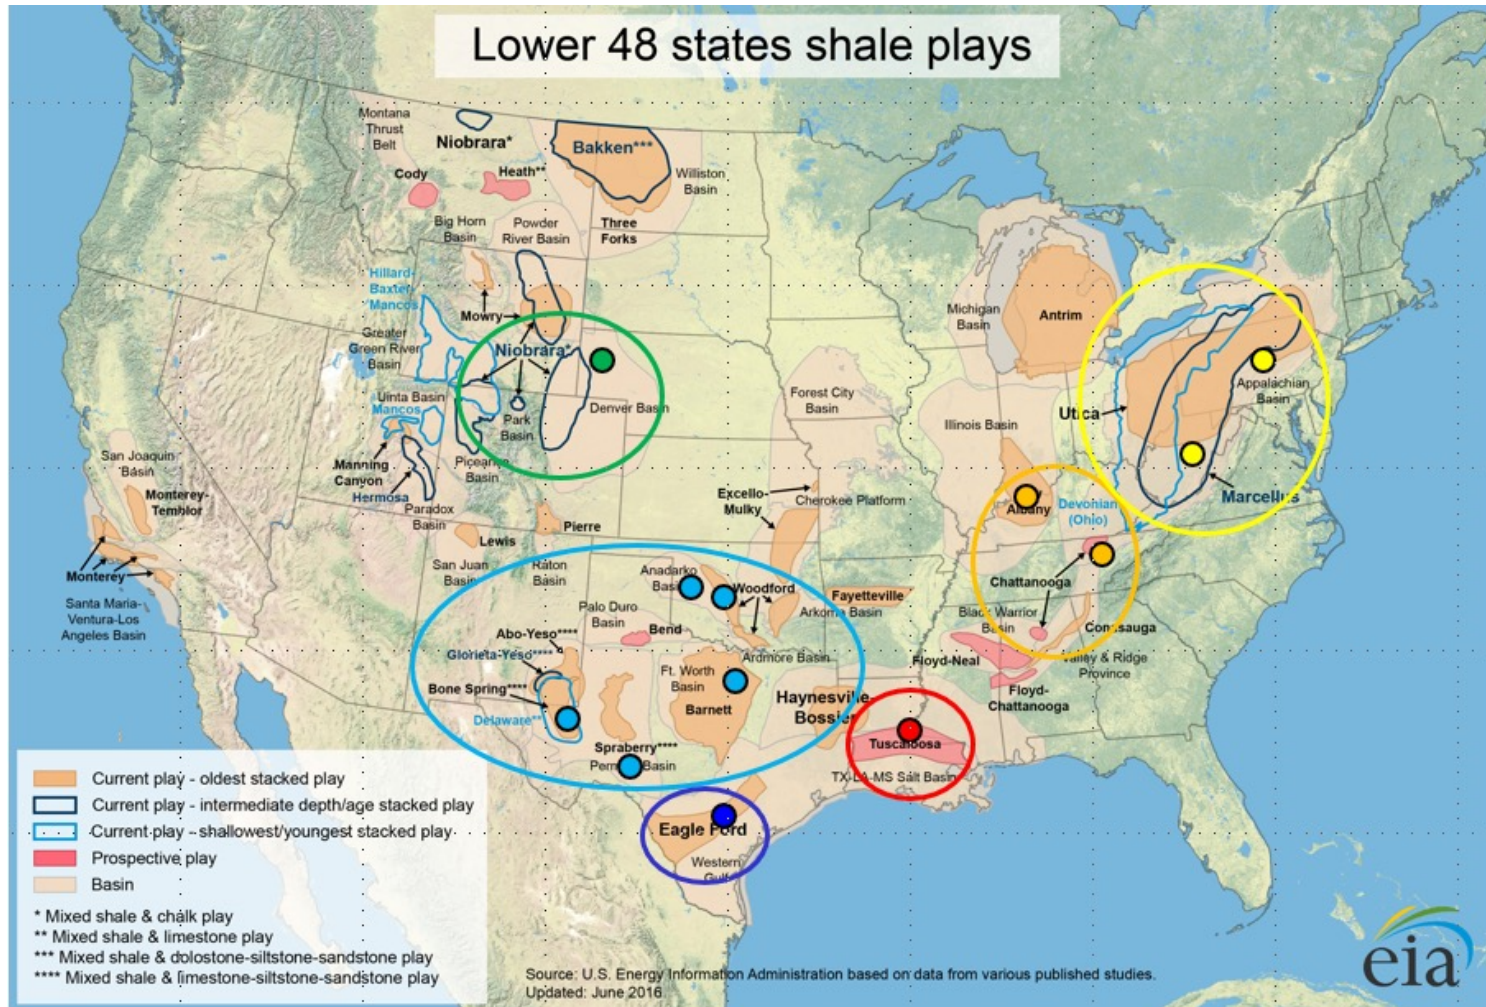 Lower 48 states shale plays
Montana
Thrust
Belt
Niobrara*
Bakken***
Williston
Basin
Cody
Heath**
Big Horn
Basin
Powder
River Basin
Three
Forks
Hillard-
Baxter-
Mancos
Mowry
Greater
Green River
Basin
Niobrara*
Michigan
Basin
Antrim
Uinta Basin
Mancos
Park
Basin
Denver Basin
Forest City
Basin
Illinois Basin
Utica
Appalachian
Basin
San Joaquin
Basin
Manning
Canyon
Hermosa
Piceance
Basin
Paradox
Basin
Monterey-
Temblor
Excello-
Mulky
Cherokee Platform
Albany
Devonian
(Ohio)
Marcellus
Pierre
Lewis
San Juan
Basin
Raton
Basin
Monterey
Santa Maria-
Ventura-Los
Angeles Basin
Anadarko
Basin
Woodford
Fayetteville
Arkoma Basin
Chattanooga
Palo Duro
Basin
Bend
Black Warrior
Basin
Conasauga
Abo-Yeso****
Glorieta-Yeso****
Ardmore Basin
Floyd-Neal
Valley & Ridge
Province
Bone Spring****
Ft. Worth
Basin
Barnett
Haynesville-
Bossier
Floyd-
Chattanooga
Delaware**
Tuscaloosa
Spraberry****
Permian Basin
TX-LA-MS Salt Basin
Eagle Ford
Western
Gulf
Current play - oldest stacked play
Current play - intermediate depth/age stacked play
Current play - shallowest/youngest stacked play
Prospective play
Basin
* Mixed shale & chalk play
** Mixed shale & limestone play
*** Mixed shale & dolostone-siltstone-sandstone play
**** Mixed shale & limestone-siltstone-sandstone play
Source: U.S. Energy Information Administration based on data from various published studies.
Updated: June 2016
eia